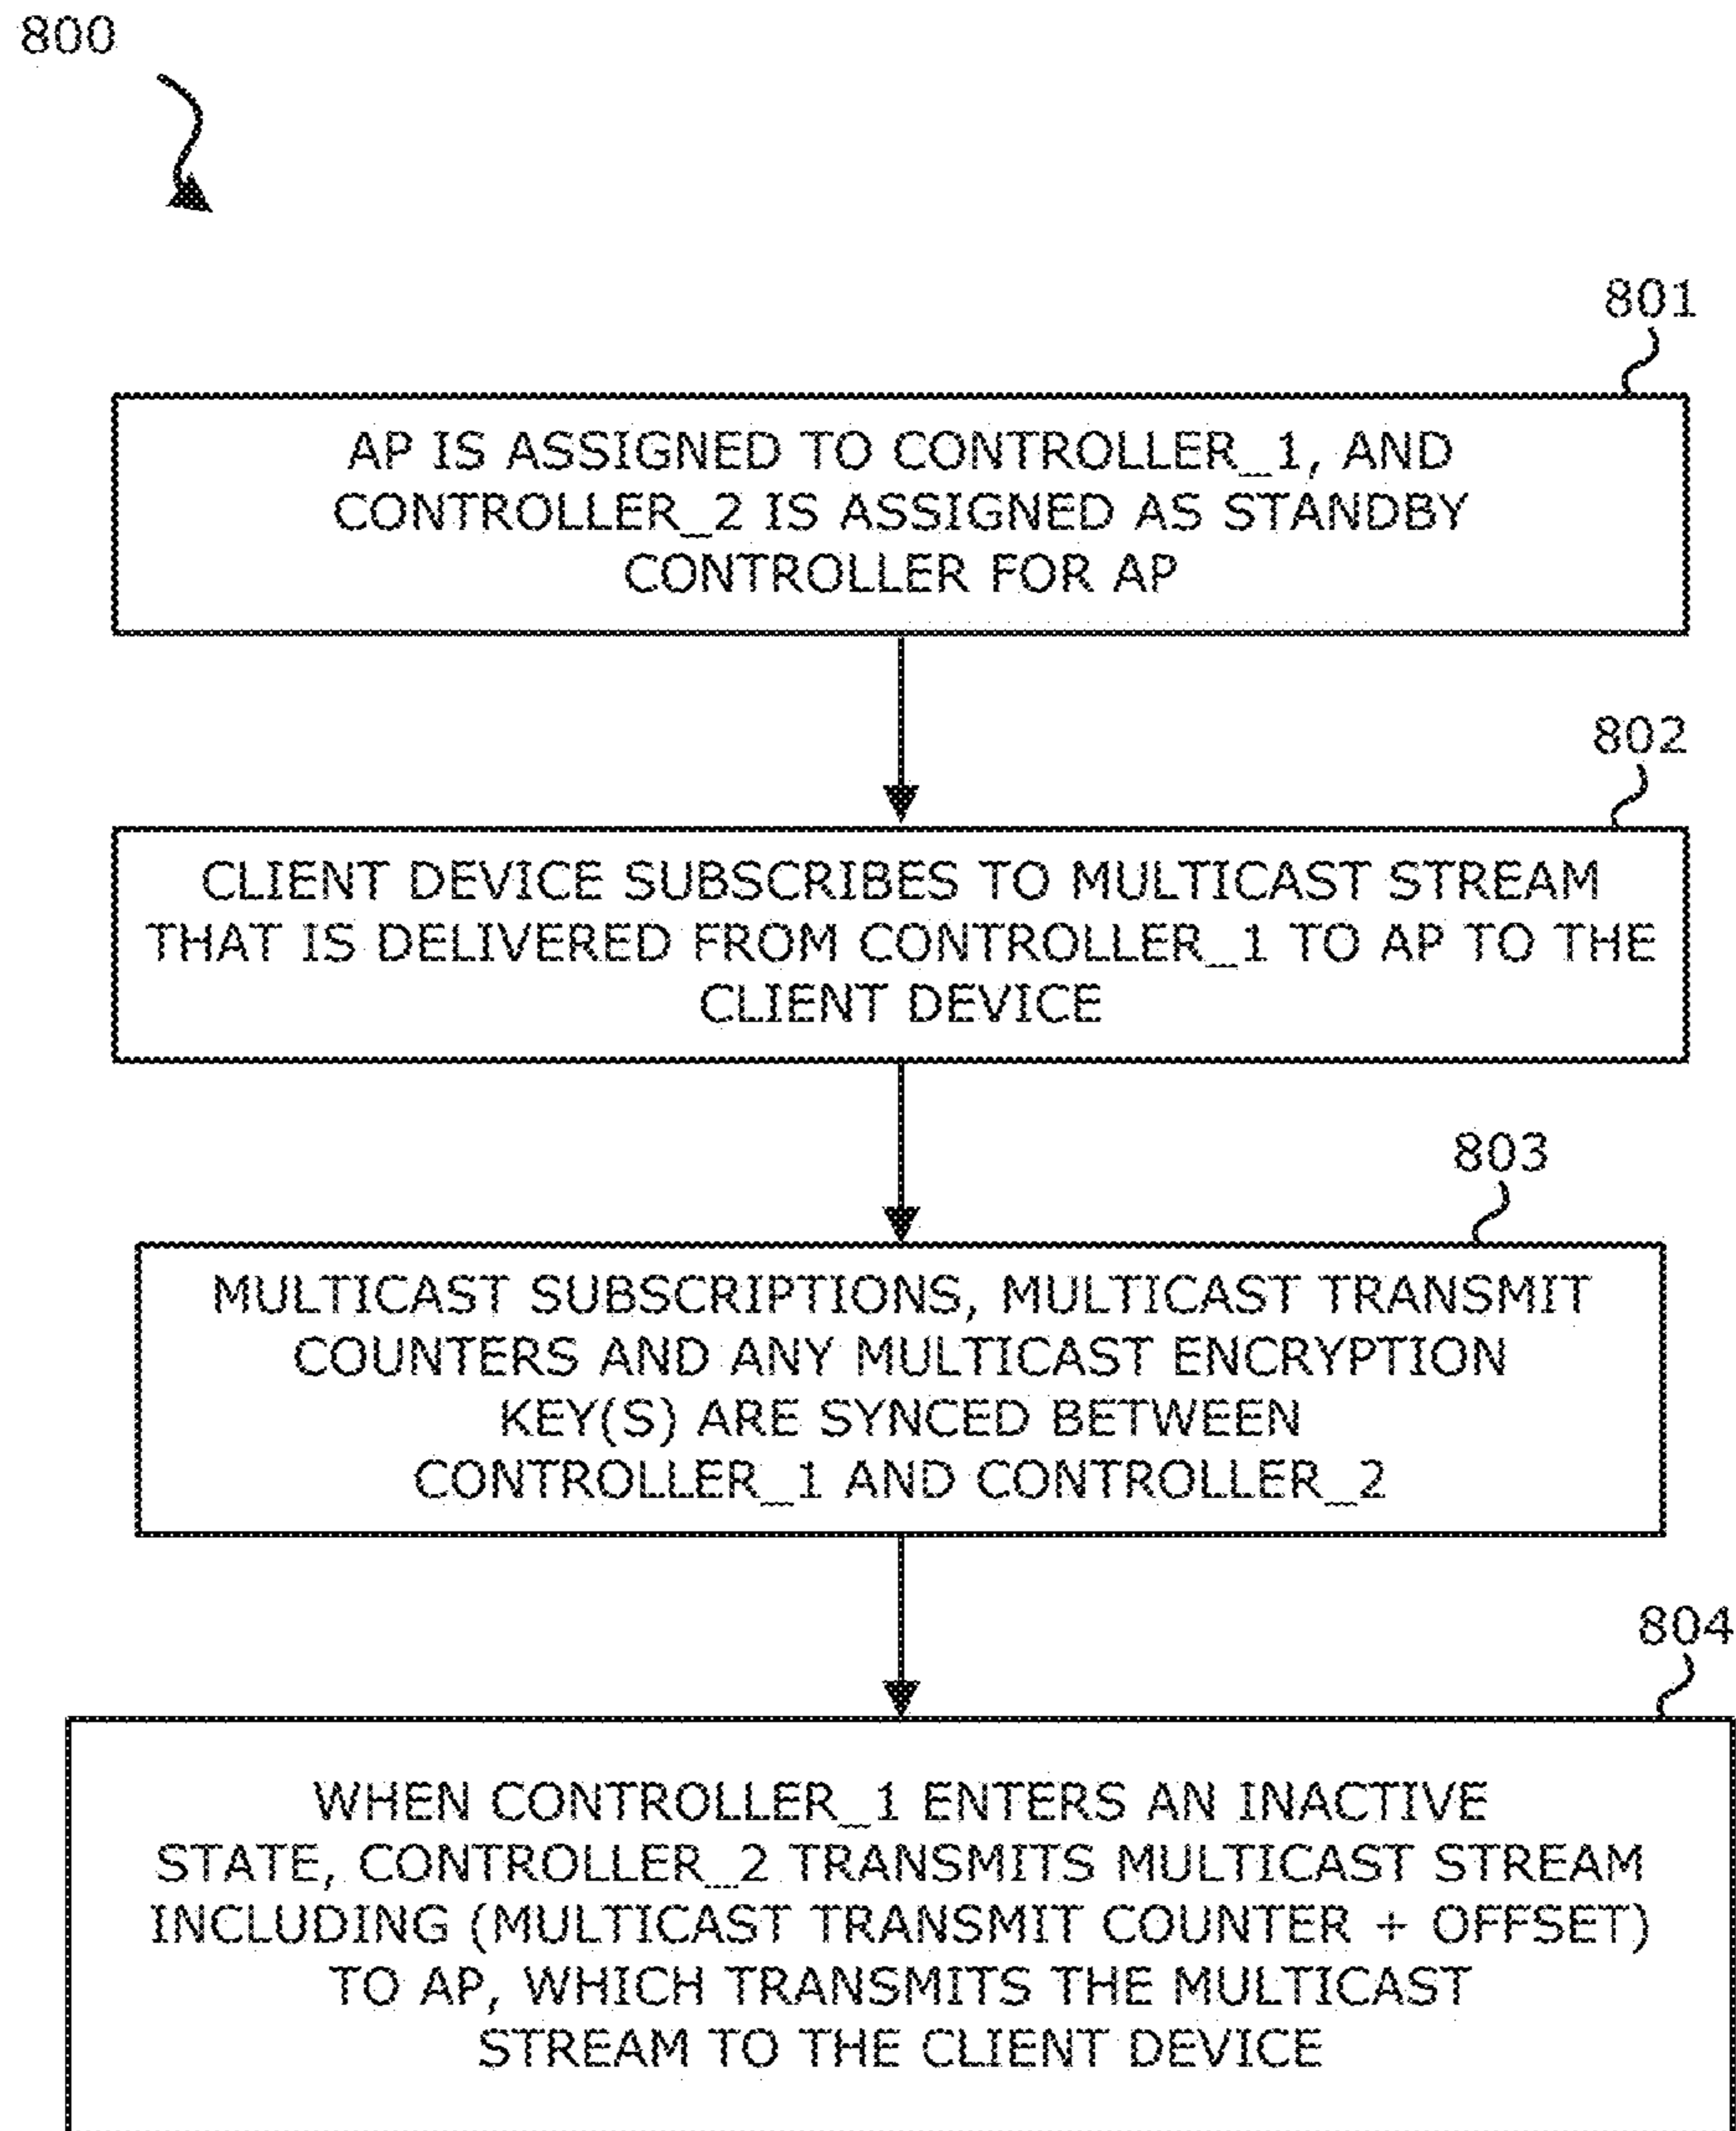 800
801
AP IS ASSIGNED TO CONTROLLER_1, AND
CONTROLLER_2 IS ASSIGNED AS STANDBY
CONTROLLER FOR AP
802
CLIENT DEVICE SUBSCRIBES TO MULTICAST STREAM
THAT IS DELIVERED FROM CONTROLLER_1 TO AP TO THE
CLIENT DEVICE
803
MULTICAST SUBSCRIPTIONS, MULTICAST TRANSMIT
COUNTERS AND ANY MULTICAST ENCRYPTION
KEY(S) ARE SYNCED BETWEEN
CONTROLLER_1 AND CONTROLLER_2
804
WHEN CONTROLLER_1 ENTERS AN INACTIVE
STATE, CONTROLLER_2 TRANSMITS MULTICAST STREAM
INCLUDING (MULTICAST TRANSMIT COUNTER + OFFSET)
TO AP, WHICH TRANSMITS THE MULTICAST
STREAM TO THE CLIENT DEVICE